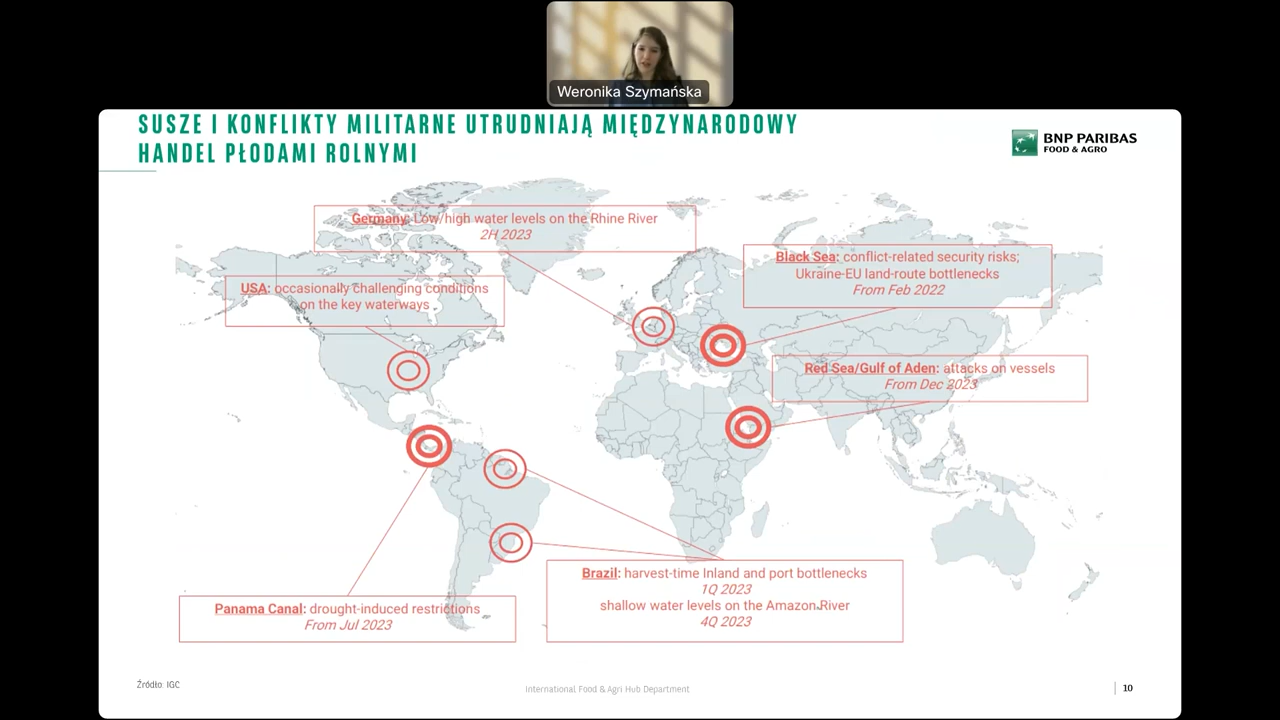 Weronika Szymańska
SUSZE I KONFLIKTY MILITARNE UTRUDNIAJĄ MIĘDZYNARODOWY
HANDEL PŁODAMI ROLNYMI
BNP PARIBAS
FOOD & AGRO
Germany: Low/high water levels on the Rhine River
2H 2023
Black Sea: conflict-related security risks;
Ukraine-EU land-route bottlenecks
From Feb 2022
USA: occasionally challenging conditions
on the key waterways
Red Sea/Gulf of Aden: attacks on vessels
From Dec 2023
Brazil: harvest-time Inland and port bottlenecks
1Q 2023
shallow water levels on the Amazon River
4Q 2023
Panama Canal: drought-induced restrictions
From Jul 2023
Źródło: IGC
International Food & Agri Hub Department
10